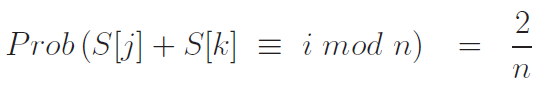 Prob (S[j] + S[k] ≡ i mod n) = 2/n